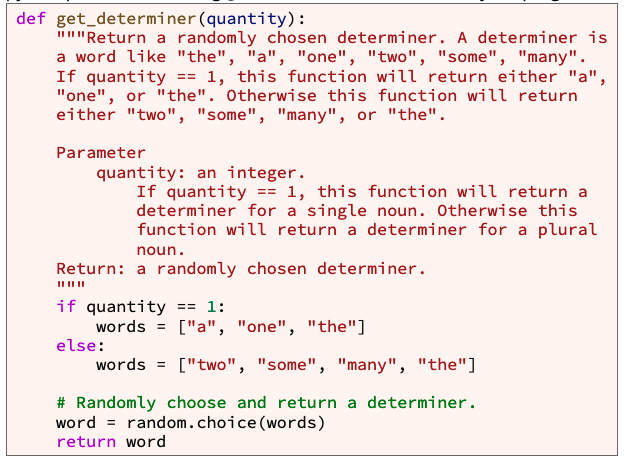 def get_determiner(quantity):
    """Return a randomly chosen determiner. A determiner is
    a word like "the", "a", "one", "two", "some", "many".
    If quantity == 1, this function will return either "a",
    "one", or "the". Otherwise this function will return
    either "two", "some", "many", or "the".

    Parameter
        quantity: an integer.
            If quantity == 1, this function will return a
            determiner for a single noun. Otherwise this
            function will return a determiner for a plural
            noun.
    Return: a randomly chosen determiner.
    """
    if quantity == 1:
        words = ["a", "one", "the"]
    else:
        words = ["two", "some", "many", "the"]

    # Randomly choose and return a determiner.
    word = random.choice(words)
    return word